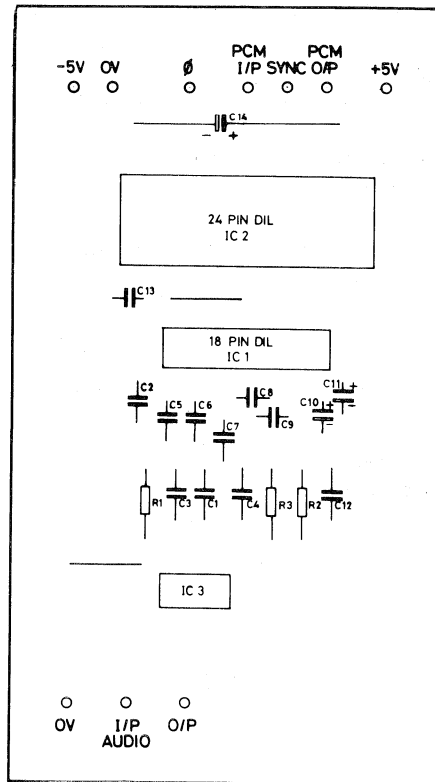 PCM PCM
-5V 0V Ø I/P SYNC O/P +5V
C14
- +
24 PIN DIL
IC 2
C13
18 PIN DIL
IC 1
C2 C8 C11 +
C5 C6 C10 + -
C7 C9 -
R1 C3 C1 C4 R3 R2 C12
IC 3
0V I/P O/P
AUDIO